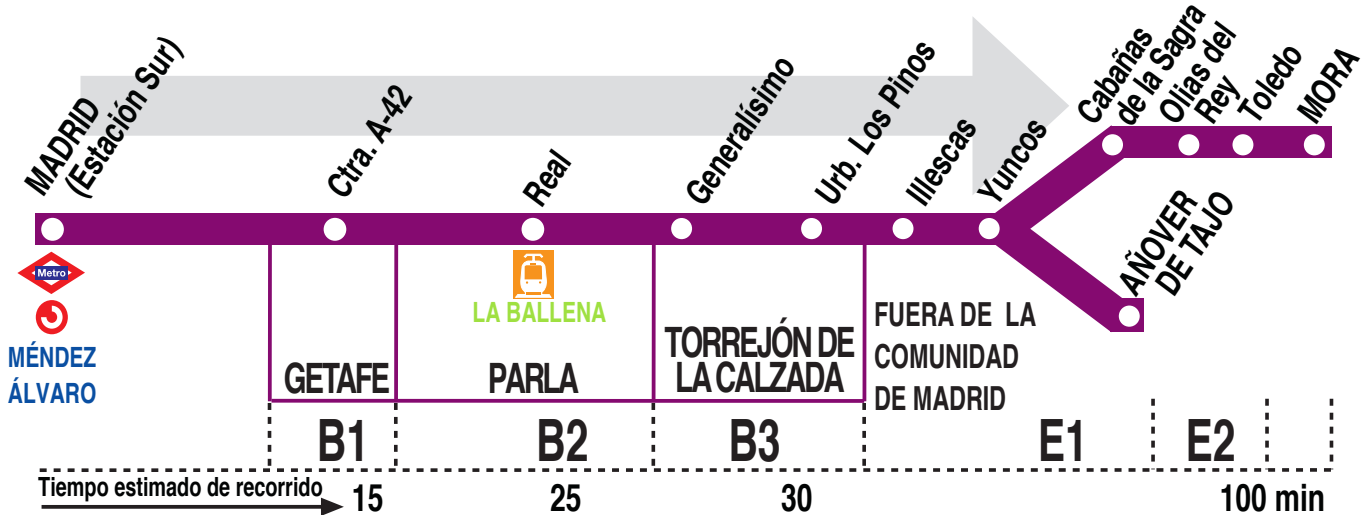 MADRID
(Estación Sur)
Ctra. A-42
Real
Generalísimo
Urb. Los Pinos
Illescas
Yuncos
Cabañas
de la Sagra
Olias del
Rey
Toledo
MORA
AÑOVER
DE TAJO
Metro
MÉNDEZ
ÁLVARO
LA BALLENA
GETAFE
PARLA
TORREJÓN DE
LA CALZADA
FUERA DE LA
COMUNIDAD
DE MADRID
B1 B2 B3 E1 E2
Tiempo estimado de recorrido 15 25 30 100 min